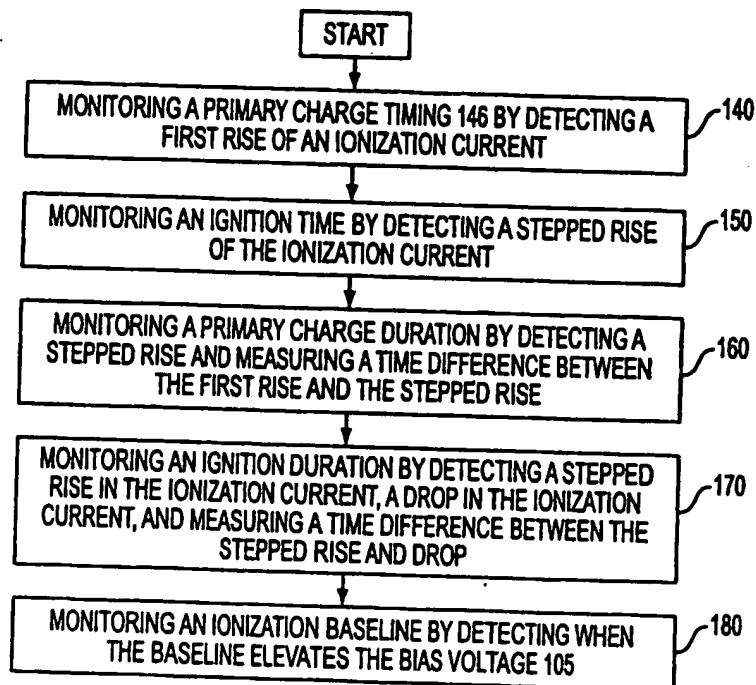 START
MONITORING A PRIMARY CHARGE TIMING 146 BY DETECTING A
FIRST RISE OF AN IONIZATION CURRENT
140
MONITORING AN IGNITION TIME BY DETECTING A STEPPED RISE
OF THE IONIZATION CURRENT
150
MONITORING A PRIMARY CHARGE DURATION BY DETECTING A
STEPPED RISE AND MEASURING A TIME DIFFERENCE BETWEEN
THE FIRST RISE AND THE STEPPED RISE
160
MONITORING AN IGNITION DURATION BY DETECTING A STEPPED
RISE IN THE IONIZATION CURRENT, A DROP IN THE IONIZATION
CURRENT, AND MEASURING A TIME DIFFERENCE BETWEEN THE
STEPPED RISE AND DROP
170
MONITORING AN IONIZATION BASELINE BY DETECTING WHEN
THE BASELINE ELEVATES THE BIAS VOLTAGE 105
180